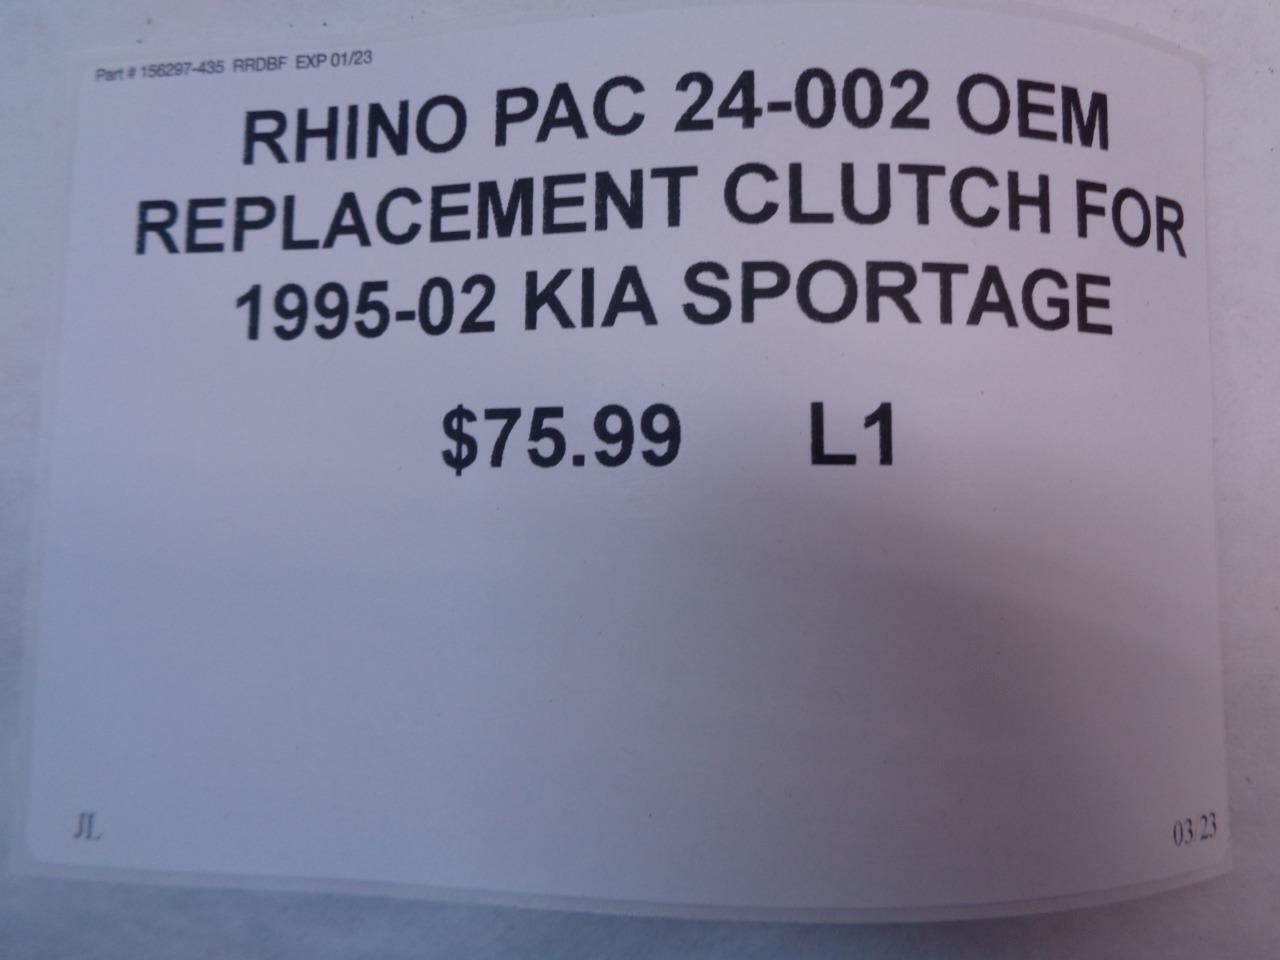 Part # 156297-435 RRDBF EXP 01/23
RHINO PAC 24-002 OEM
REPLACEMENT CLUTCH FOR
1995-02 KIA SPORTAGE
$75.99 L1
JL 03/23